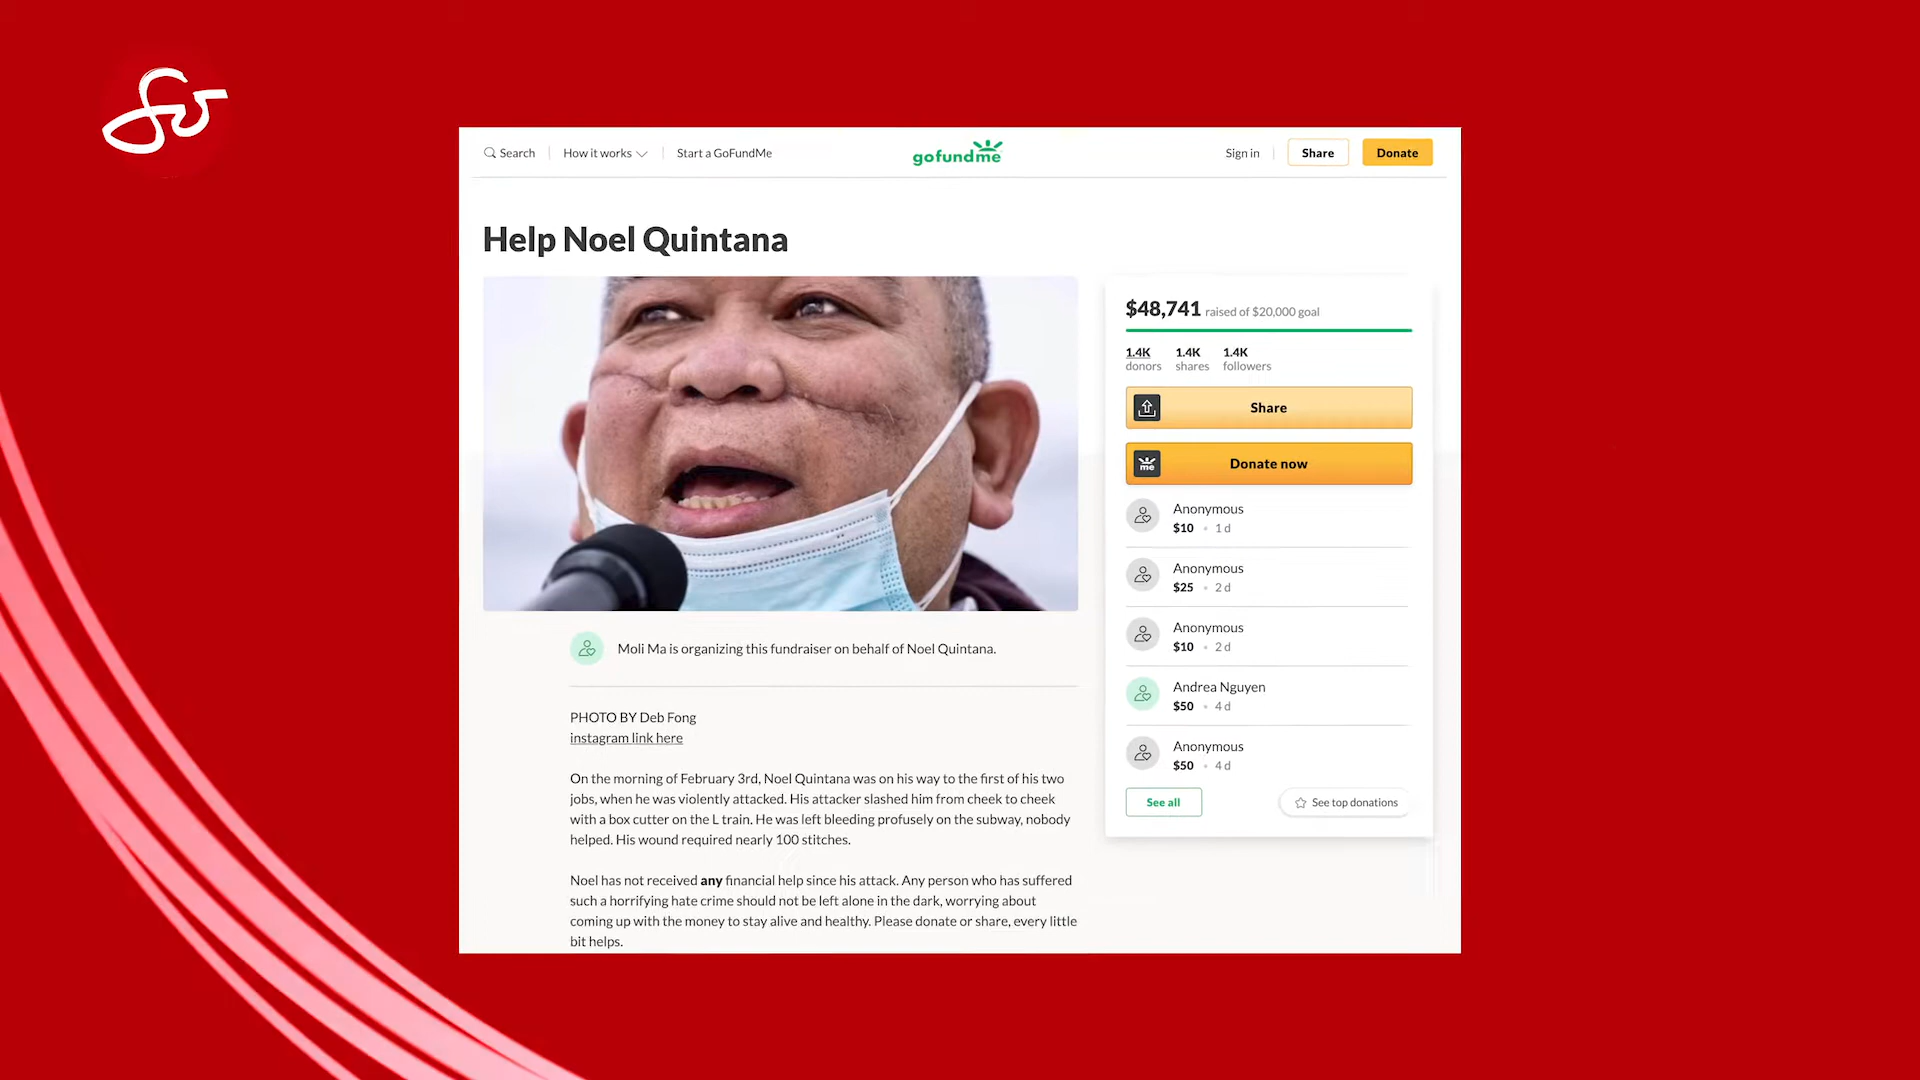 Search
How it works
Start a GoFundMe
gofundme
Sign in
Share
Donate
Help Noel Quintana
$48,741 raised of $20,000 goal
1.4K 1.4K 1.4K
donors shares followers
Share
me Donate now
Anonymous
$10 • 1 d
Anonymous
$25 • 2 d
Anonymous
$10 • 2 d
Andrea Nguyen
$50 • 4 d
Anonymous
$50 • 4 d
See all
See top donations
Moli Ma is organizing this fundraiser on behalf of Noel Quintana.
PHOTO BY Deb Fong
instagram link here
On the morning of February 3rd, Noel Quintana was on his way to the first of his two
jobs, when he was violently attacked. His attacker slashed him from cheek to cheek
with a box cutter on the L train. He was left bleeding profusely on the subway, nobody
helped. His wound required nearly 100 stitches.
Noel has not received any financial help since his attack. Any person who has suffered
such a horrifying hate crime should not be left alone in the dark, worrying about
coming up with the money to stay alive and healthy. Please donate or share, every little
bit helps.